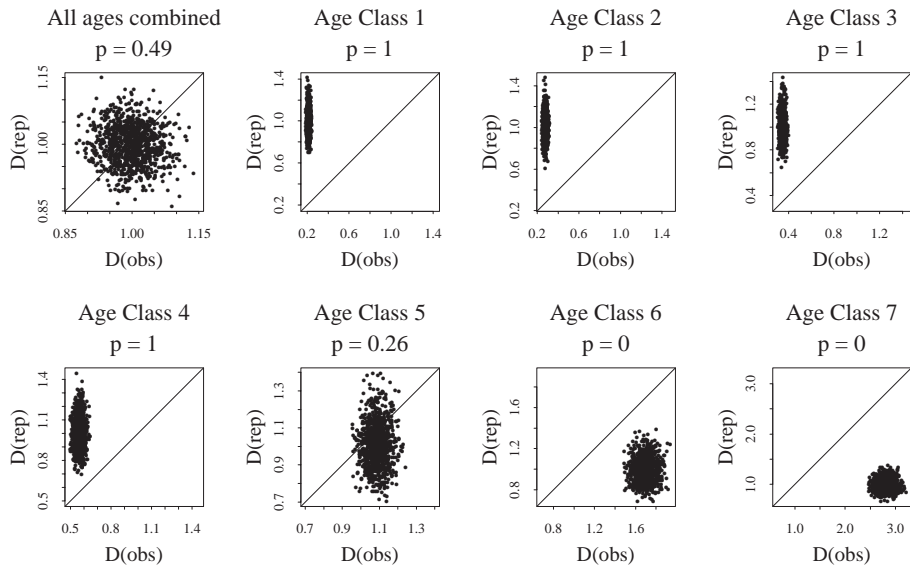 All ages combined
p = 0.49
D(rep)
0.85 1.00 1.15
0.85 1.00 1.15
D(obs)
Age Class 1
p = 1
D(rep)
0.2 0.6 1.0 1.4
0.2 0.6 1.0 1.4
D(obs)
Age Class 2
p = 1
D(rep)
0.2 0.6 1.0 1.4
0.2 0.6 1.0 1.4
D(obs)
Age Class 3
p = 1
D(rep)
0.4 0.8 1.2
0.4 0.8 1.2
D(obs)
Age Class 4
p = 1
D(rep)
0.5 0.8 1.1 1.4
0.5 0.8 1.1 1.4
D(obs)
Age Class 5
p = 0.26
D(rep)
0.7 0.9 1.1 1.3
0.7 0.9 1.1 1.3
D(obs)
Age Class 6
p = 0
D(rep)
0.8 1.2 1.6
0.8 1.2 1.6
D(obs)
Age Class 7
p = 0
D(rep)
1.0 2.0 3.0
1.0 2.0 3.0
D(obs)